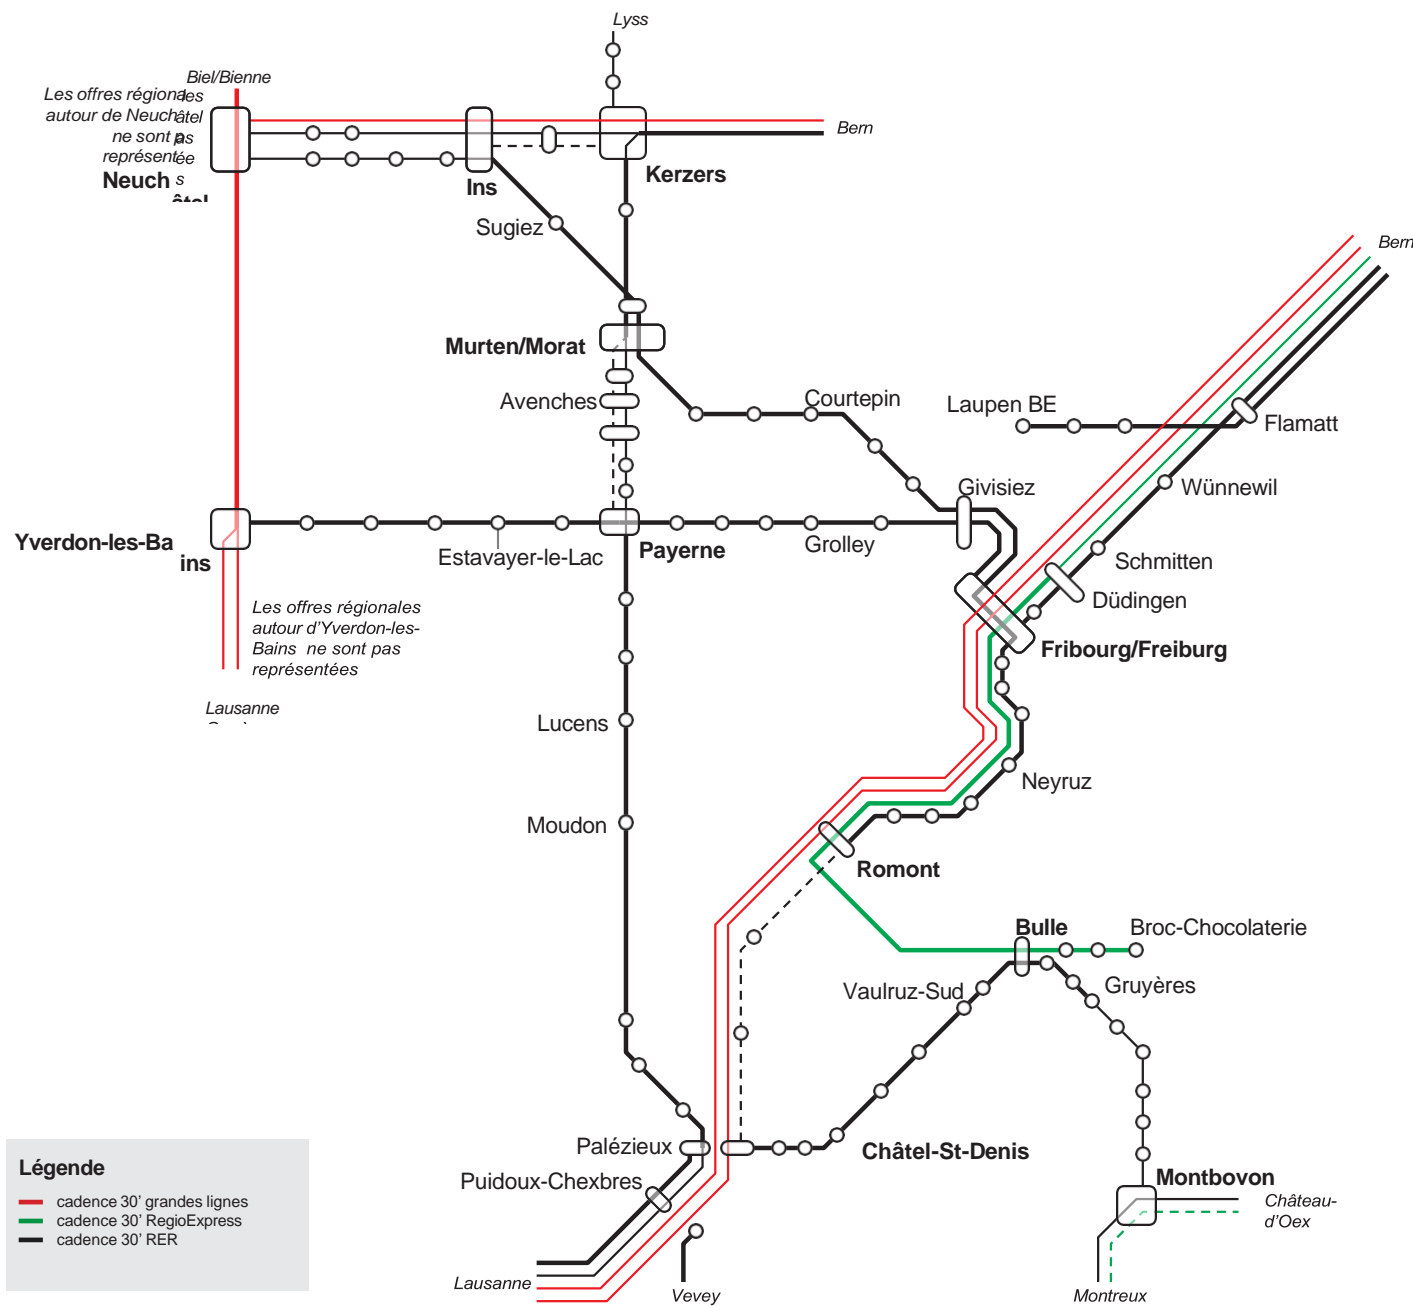 Lyss
Biel/Bienne
Les offres régionales
autour de Neuchâtel
ne sont pas
représentées
Neuch
Ins
Kerzers
Bern
Sugiez
Bern
Murten/Morat
Avenches
Courtepin
Laupen BE
Flamatt
Givisiez
Wünnewil
Yverdon-les-Ba
ins
Estavayer-le-Lac
Payerne
Grolley
Schmitten
Düdingen
Les offres régionales
autour d'Yverdon-les-
Bains ne sont pas
représentées
Fribourg/Freiburg
Lausanne
Lucens
Neyruz
Moudon
Romont
Bulle
Broc-Chocolaterie
Vaulruz-Sud
Gruyères
Palézieux
Châtel-St-Denis
Puidoux-Chexbres
Montbovon
Château-
d'Oex
Légende
cadence 30' grandes lignes
cadence 30' RegioExpress
cadence 30' RER
Lausanne
Vevey
Montreux